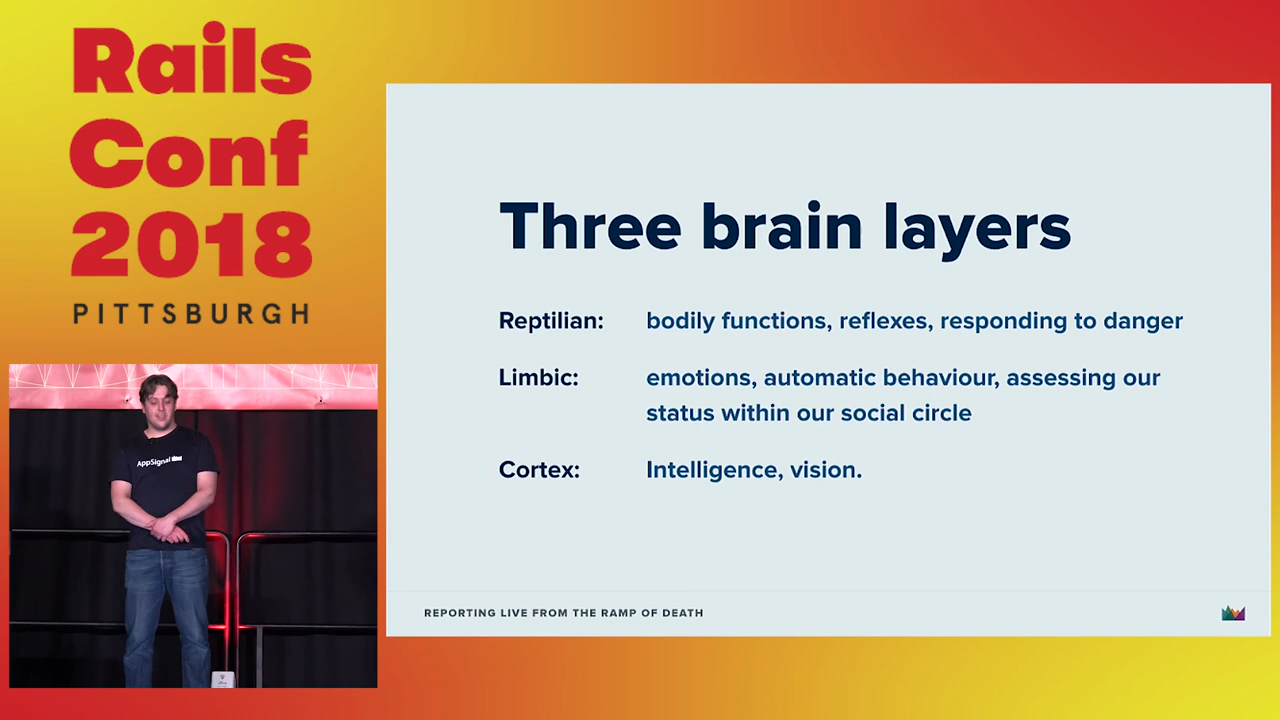 Rails
Conf
2018
PITTSBURGH
AppSignal
Three brain layers
Reptilian: bodily functions, reflexes, responding to danger
Limbic: emotions, automatic behaviour, assessing our
status within our social circle
Cortex: Intelligence, vision.
REPORTING LIVE FROM THE RAMP OF DEATH